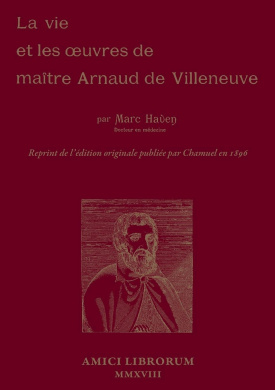 La vie
et les œuvres de
maître Arnaud de Villeneuve
par Marc Haven
Docteur en médecine
Reprint de l'édition originale publiée par Chamuel en 1896
AMICI LIBRORUM
MMXVIII